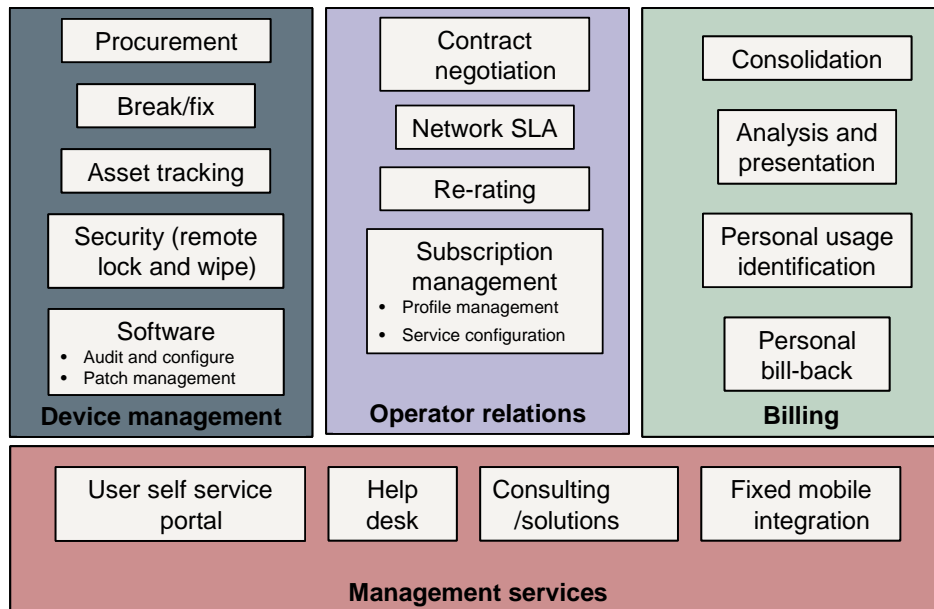 Procurement
Break/fix
Asset tracking
Security (remote
lock and wipe)
Software
• Audit and configure
• Patch management
Device management
Contract
negotiation
Network SLA
Re-rating
Subscription
management
• Profile management
• Service configuration
Operator relations
Consolidation
Analysis and
presentation
Personal usage
identification
Personal
bill-back
Billing
User self service
portal
Help
desk
Consulting
/solutions
Fixed mobile
integration
Management services